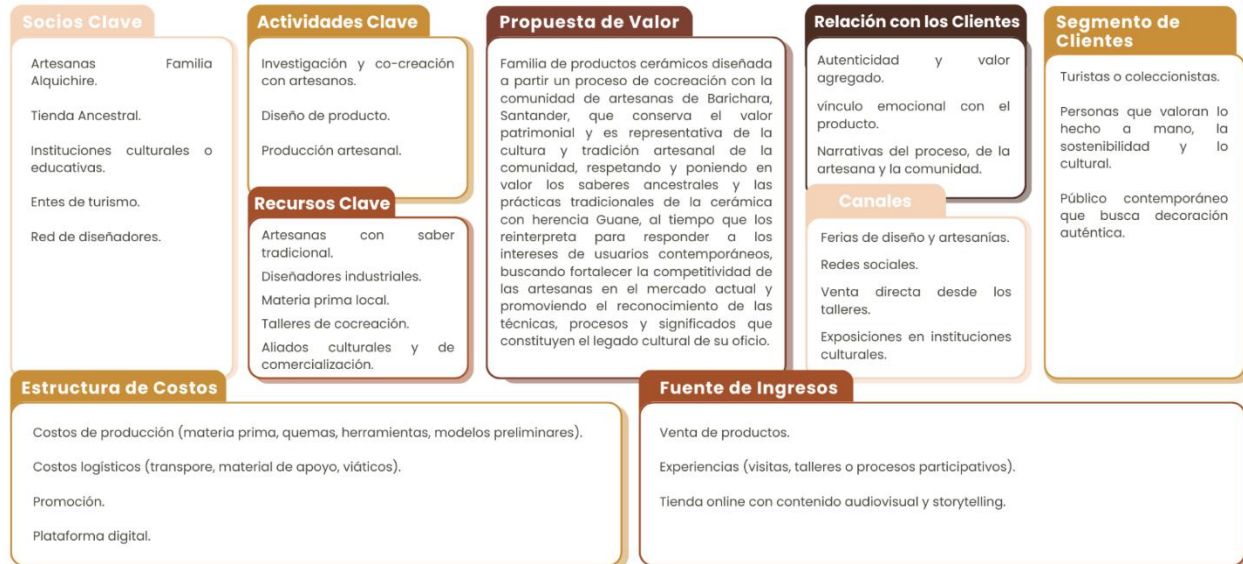 Socios Clave
Artesanas Familia
Alquichire.
Tienda Ancestral.
Instituciones culturales o
educativas.
Entes de turismo.
Red de diseñadores.
Actividades Clave
Investigación y co-creación
con artesanos.
Diseño de producto.
Producción artesanal.
Recursos Clave
Artesanas con saber
tradicional.
Diseñadores industriales.
Materia prima local.
Talleres de cocreación.
Aliados culturales y de
comercialización.
Propuesta de Valor
Familia de productos cerámicos diseñada
a partir un proceso de cocreación con la
comunidad de artesanas de Barichara,
Santander, que conserva el valor
patrimonial y es representativa de la
cultura y tradición artesanal de la
comunidad, respetando y poniendo en
valor los saberes ancestrales y las
prácticas tradicionales de la cerámica
con herencia Guane, al tiempo que los
reinterpreta para responder a los
intereses de usuarios contemporáneos,
buscando fortalecer la competitividad de
las artesanas en el mercado actual y
promoviendo el reconocimiento de las
técnicas, procesos y significados que
constituyen el legado cultural de su oficio.
Relación con los Clientes
Autenticidad y valor
agregado.
vinculo emocional con el
producto.
Narrativas del proceso, de la
artesana y la comunidad.
Canales
Ferias de diseño y artesanías.
Redes sociales.
Venta directa desde los
talleres.
Exposiciones en instituciones
culturales.
Segmento de
Clientes
Turistas o coleccionistas.
Personas que valoran lo
hecho a mano, la
sostenibilidad y lo
cultural.
Público contemporáneo
que busca decoración
auténtica.
Estructura de Costos
Costos de producción (materia prima, quemas, herramientas, modelos preliminares).
Costos logísticos (transpore, material de apoyo, viáticos).
Promoción.
Plataforma digital.
Fuente de Ingresos
Venta de productos.
Experiencias (visitas, talleres o procesos participativos).
Tienda online con contenido audiovisual y storytelling.